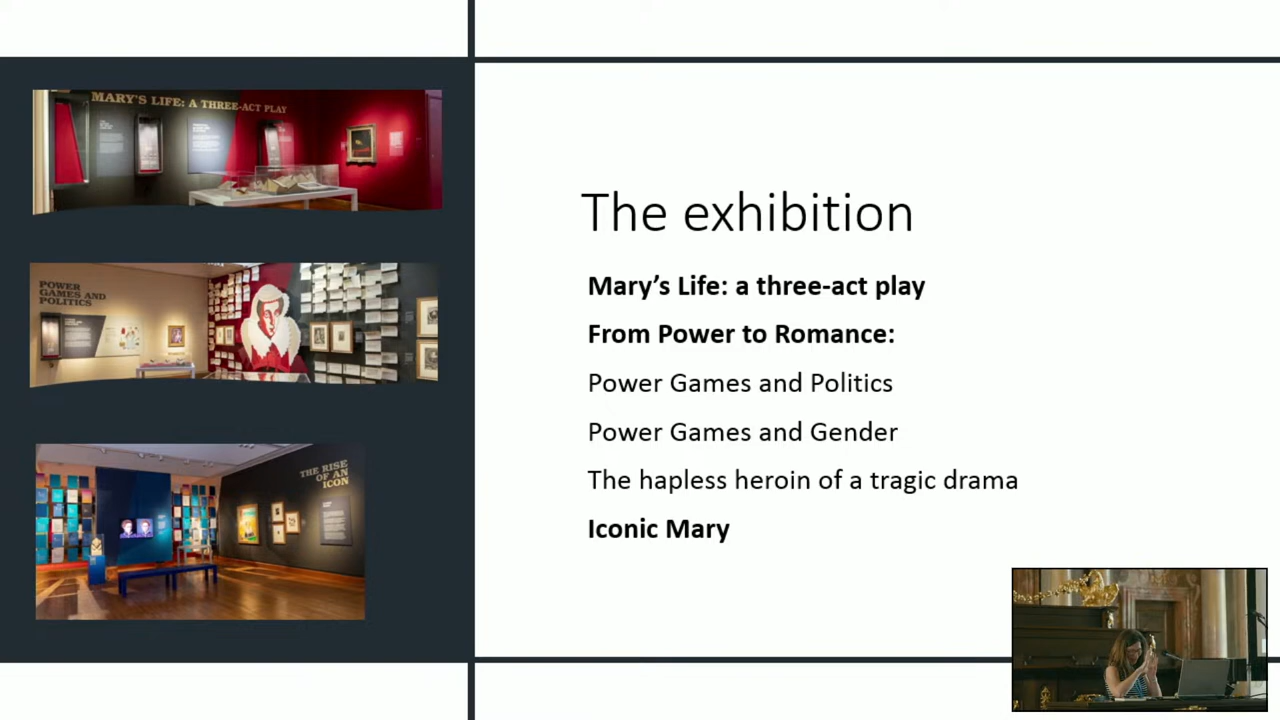 MARY'S LIFE: A THREE-ACT PLAY
POWER
GAMES AND
POLITICS
THE RISE
OF AN
ICON
The exhibition
Mary’s Life: a three-act play
From Power to Romance:
Power Games and Politics
Power Games and Gender
The hapless heroin of a tragic drama
Iconic Mary